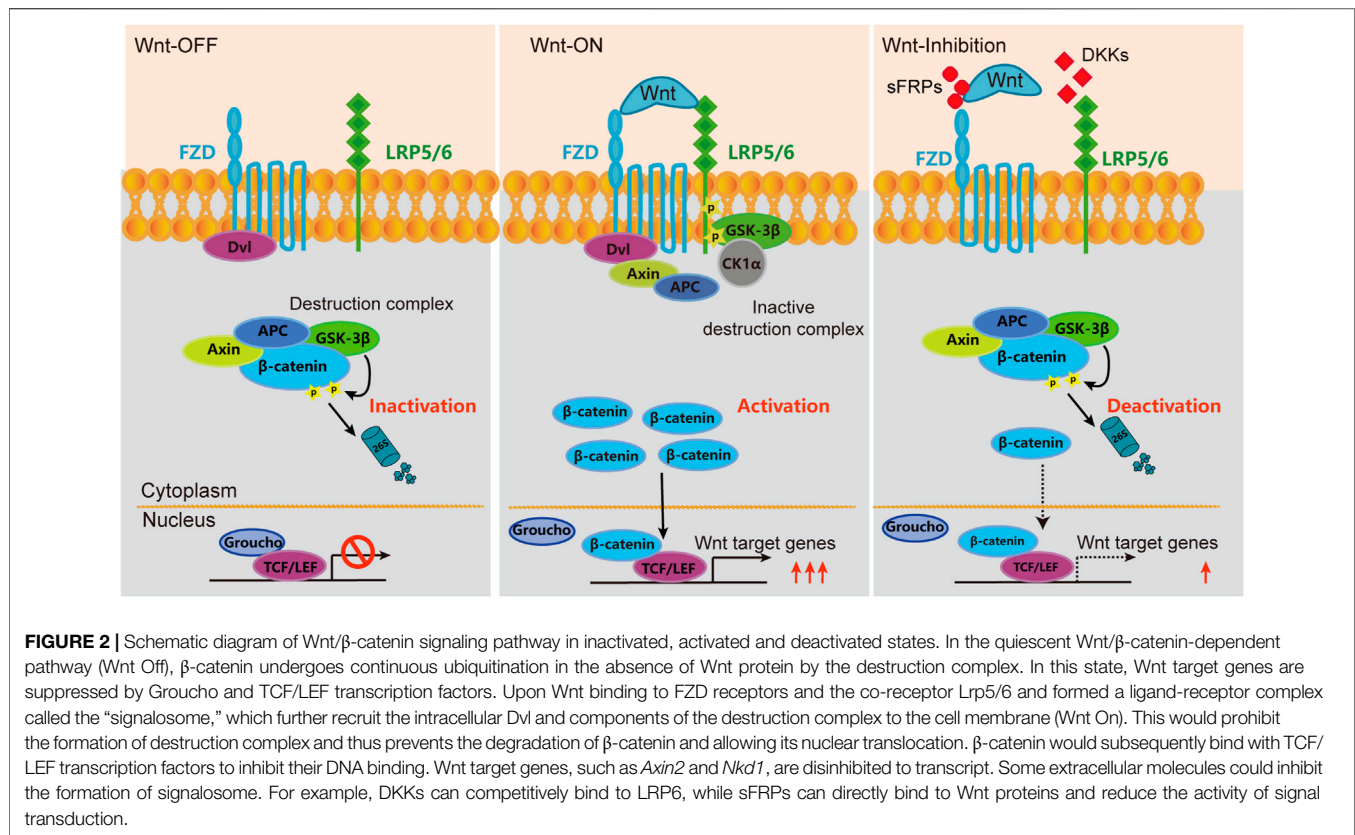 Wnt-OFF
FZD
LRP5/6
Dvl
Destruction complex
APC
GSK-3β
Axin
β-catenin
P
P
Inactivation
26S
Cytoplasm
Nucleus
Groucho
TCF/LEF
Wnt-ON
Wnt
FZD
LRP5/6
P
P
GSK-3β
Dvl
CK1α
Axin
APC
Inactive
destruction complex
Activation
β-catenin
β-catenin
β-catenin
β-catenin
Groucho
β-catenin
Wnt target genes
TCF/LEF
Wnt-Inhibition
DKKs
sFRPs
Wnt
FZD
LRP5/6
APC
GSK-3β
Axin
β-catenin
P
P
Deactivation
26S
β-catenin
Groucho
β-catenin
Wnt target genes
TCF/LEF
FIGURE 2 | Schematic diagram of Wnt/β-catenin signaling pathway in inactivated, activated and deactivated states. In the quiescent Wnt/β-catenin-dependent
pathway (Wnt Off), β-catenin undergoes continuous ubiquitination in the absence of Wnt protein by the destruction complex. In this state, Wnt target genes are
suppressed by Groucho and TCF/LEF transcription factors. Upon Wnt binding to FZD receptors and the co-receptor Lrp5/6 and formed a ligand-receptor complex
called the “signalosome,” which further recruit the intracellular Dvl and components of the destruction complex to the cell membrane (Wnt On). This would prohibit
the formation of destruction complex and thus prevents the degradation of β-catenin and allowing its nuclear translocation. β-catenin would subsequently bind with TCF/
LEF transcription factors to inhibit their DNA binding. Wnt target genes, such as Axin2 and Nkd1, are disinhibited to transcript. Some extracellular molecules could inhibit
the formation of signalosome. For example, DKKs can competitively bind to LRP6, while sFRPs can directly bind to Wnt proteins and reduce the activity of signal
transduction.